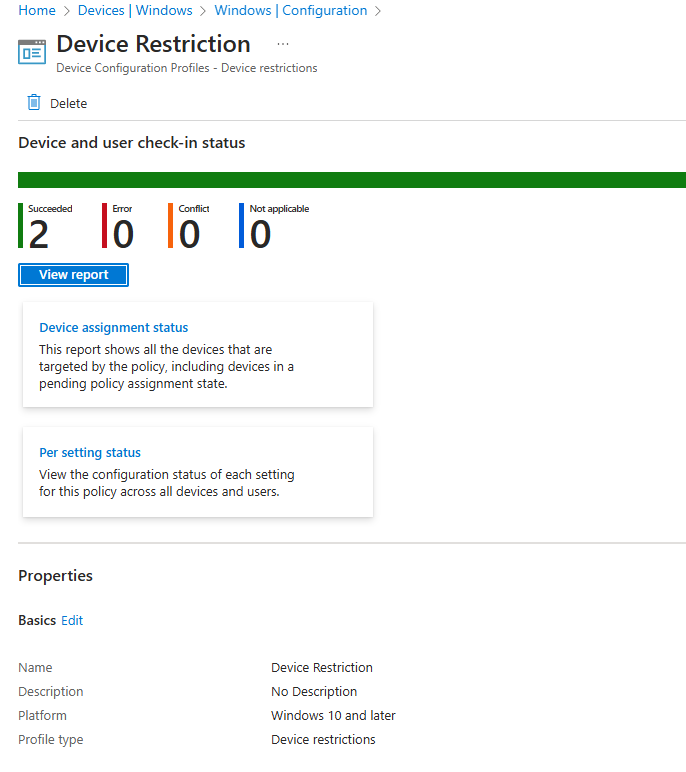 Home > Devices | Windows > Windows | Configuration >
Device Restriction ...
Device Configuration Profiles - Device restrictions
Delete
Device and user check-in status
Succeeded Error Conflict Not applicable
2 0 0 0
View report
Device assignment status
This report shows all the devices that are
targeted by the policy, including devices in a
pending policy assignment state.
Per setting status
View the configuration status of each setting
for this policy across all devices and users.
Properties
Basics Edit
Name Device Restriction
Description No Description
Platform Windows 10 and later
Profile type Device restrictions